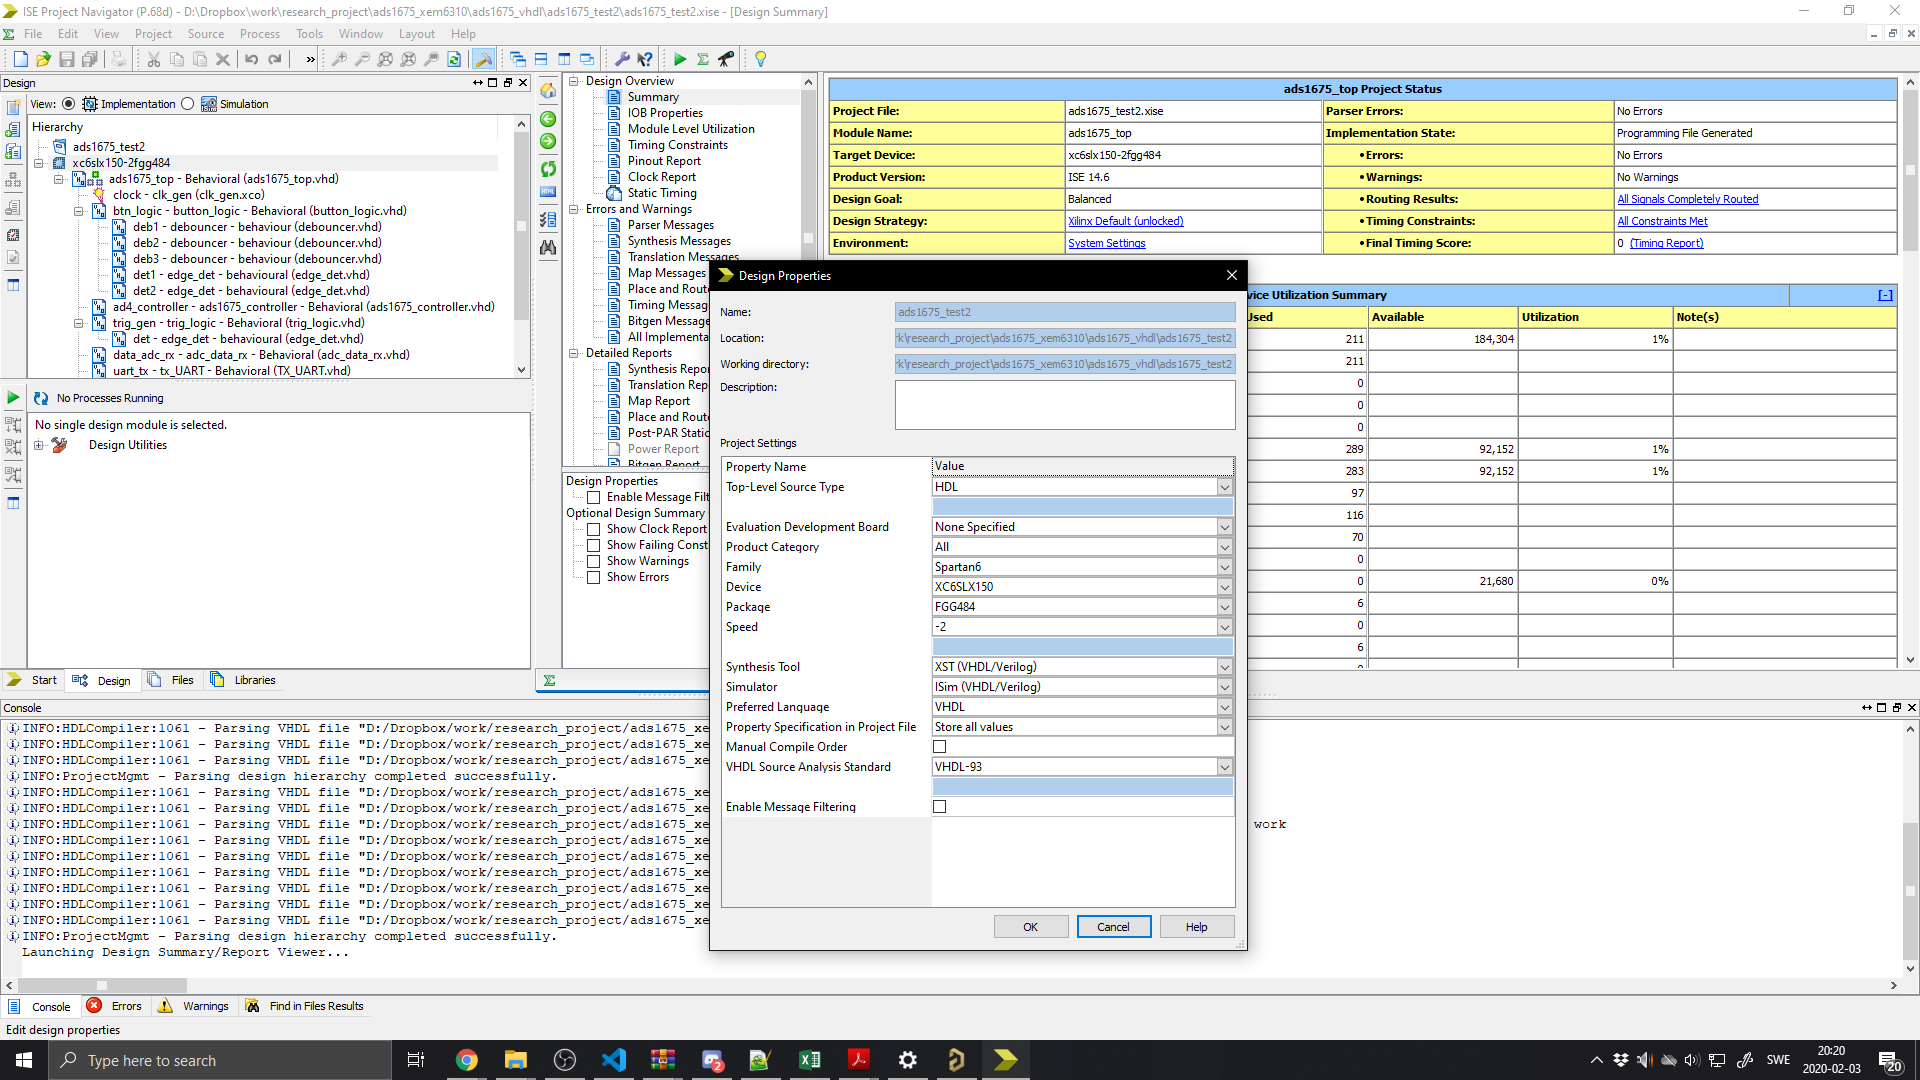 ISE Project Navigator (P.68d) - D:\Dropbox\work\research_project\ads1675_xem6310\ads1675_vhdl\ads1675_test2\ads1675_test2.xise - [Design Summary]
File Edit View Project Source Process Tools Window Layout Help
Design
View: Implementation Simulation
Hierarchy
ads1675_test2
xc6slx150-2fgg484
ads1675_top - Behavioral (ads1675_top.vhd)
clock - clk_gen (clk_gen.xco)
btn_logic - button_logic - Behavioral (button_logic.vhd)
deb1 - debouncer - behaviour (debouncer.vhd)
deb2 - debouncer - behaviour (debouncer.vhd)
deb3 - debouncer - behaviour (debouncer.vhd)
det1 - edge_det - behavioural (edge_det.vhd)
det2 - edge_det - behavioural (edge_det.vhd)
ad4_controller - ads1675_controller - Behavioral (ads1675_controller.vhd)
trig_gen - trig_logic - Behavioral (trig_logic.vhd)
det - edge_det - behavioural (edge_det.vhd)
data_adc_rx - adc_data_rx - Behavioral (adc_data_rx.vhd)
uart_tx - tx_UART - Behavioral (TX_UART.vhd)
No Processes Running
No single design module is selected.
Design Utilities
Start Design Files Libraries
Design Overview
Summary
IOB Properties
Module Level Utilization
Timing Constraints
Pinout Report
Clock Report
Static Timing
Errors and Warnings
Parser Messages
Synthesis Messages
Translation Messages
Map Messages
Place and Route
Timing Messag
Bitgen Message
All Implementa
Detailed Reports
Synthesis Repor
Translation Rep
Map Report
Place and Route
Post-PAR Static
Power Report
Bitgen Report
Design Properties
Enable Message Filt
Optional Design Summary
Show Clock Report
Show Failing Const
Show Warnings
Show Errors
ads1675_top Project Status
Project File: ads1675_test2.xise Parser Errors: No Errors
Module Name: ads1675_top Implementation State: Programming File Generated
Target Device: xc6slx150-2fgg484 •Errors: No Errors
Product Version: ISE 14.6 •Warnings: No Warnings
Design Goal: Balanced •Routing Results: All Signals Completely Routed
Design Strategy: Xilinx Default (unlocked) •Timing Constraints: All Constraints Met
Environment: System Settings •Final Timing Score: 0 (Timing Report)
vice Utilization Summary [-]
Used Available Utilization Note(s)
211 184,304 1%
211
0
0
0
289 92,152 1%
283 92,152 1%
97
116
70
0
0 21,680 0%
6
0
6
Design Properties
Name: ads1675_test2
Location: rk\research_project\ads1675_xem6310\ads1675_vhdl\ads1675_test2
Working directory: rk\research_project\ads1675_xem6310\ads1675_vhdl\ads1675_test2
Description:
Project Settings
Property Name Value
Top-Level Source Type HDL
Evaluation Development Board None Specified
Product Category All
Family Spartan6
Device XC6SLX150
Package FGG484
Speed -2
Synthesis Tool XST (VHDL/Verilog)
Simulator ISim (VHDL/Verilog)
Preferred Language VHDL
Property Specification in Project File Store all values
Manual Compile Order
VHDL Source Analysis Standard VHDL-93
Enable Message Filtering
OK Cancel Help
Console
INFO:HDLCompiler:1061 - Parsing VHDL file "D:/Dropbox/work/research_project/ads1675_xe
INFO:HDLCompiler:1061 - Parsing VHDL file "D:/Dropbox/work/research_project/ads1675_xe
INFO:HDLCompiler:1061 - Parsing VHDL file "D:/Dropbox/work/research_project/ads1675_xe
INFO:ProjectMgmt - Parsing design hierarchy completed successfully.
INFO:HDLCompiler:1061 - Parsing VHDL file "D:/Dropbox/work/research_project/ads1675_xe
INFO:HDLCompiler:1061 - Parsing VHDL file "D:/Dropbox/work/research_project/ads1675_xe
INFO:HDLCompiler:1061 - Parsing VHDL file "D:/Dropbox/work/research_project/ads1675_xe work
INFO:HDLCompiler:1061 - Parsing VHDL file "D:/Dropbox/work/research_project/ads1675_xe
INFO:HDLCompiler:1061 - Parsing VHDL file "D:/Dropbox/work/research_project/ads1675_xe
INFO:HDLCompiler:1061 - Parsing VHDL file "D:/Dropbox/work/research_project/ads1675_xe
INFO:HDLCompiler:1061 - Parsing VHDL file "D:/Dropbox/work/research_project/ads1675_xe
INFO:HDLCompiler:1061 - Parsing VHDL file "D:/Dropbox/work/research_project/ads1675_xe
INFO:HDLCompiler:1061 - Parsing VHDL file "D:/Dropbox/work/research_project/ads1675_xe
INFO:ProjectMgmt - Parsing design hierarchy completed successfully.
Launching Design Summary/Report Viewer...
Console Errors Warnings Find in Files Results
Edit design properties
Type here to search
2
SWE
20:20
2020-02-03
20